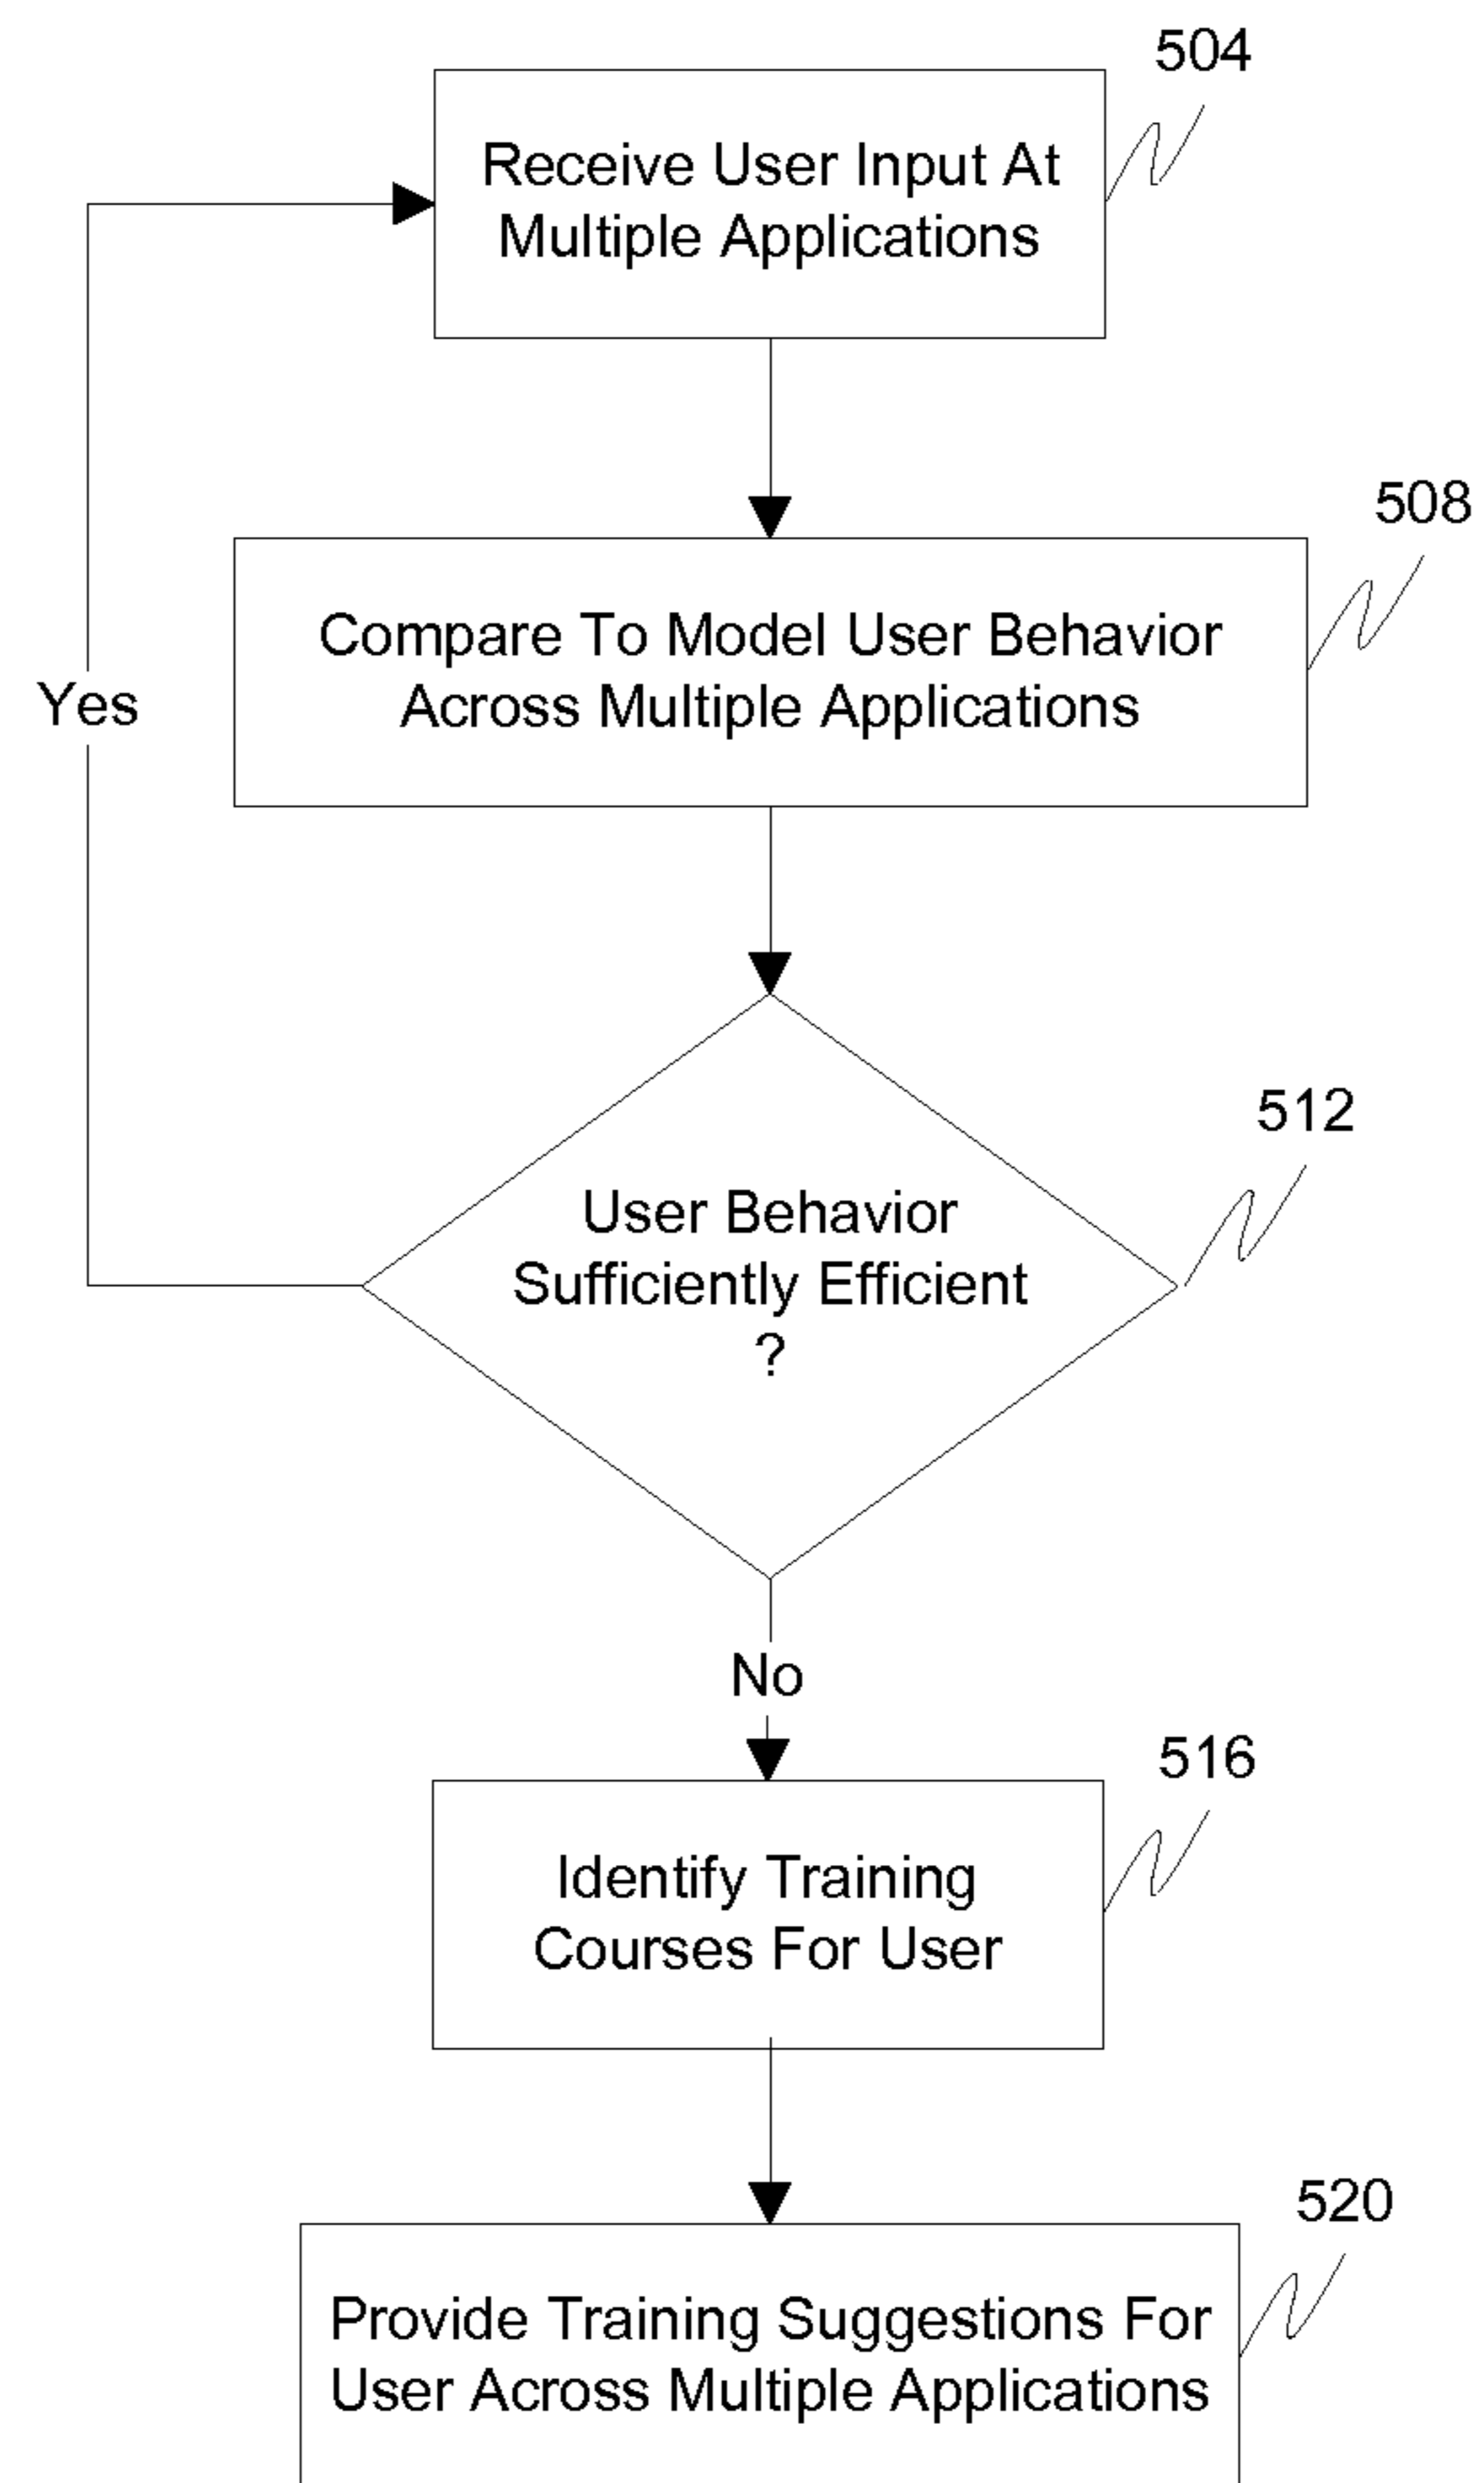 504
Receive User Input At
Multiple Applications
508
Compare To Model User Behavior
Across Multiple Applications
Yes
512
User Behavior
Sufficiently Efficient
?
No
516
Identify Training
Courses For User
520
Provide Training Suggestions For
User Across Multiple Applications